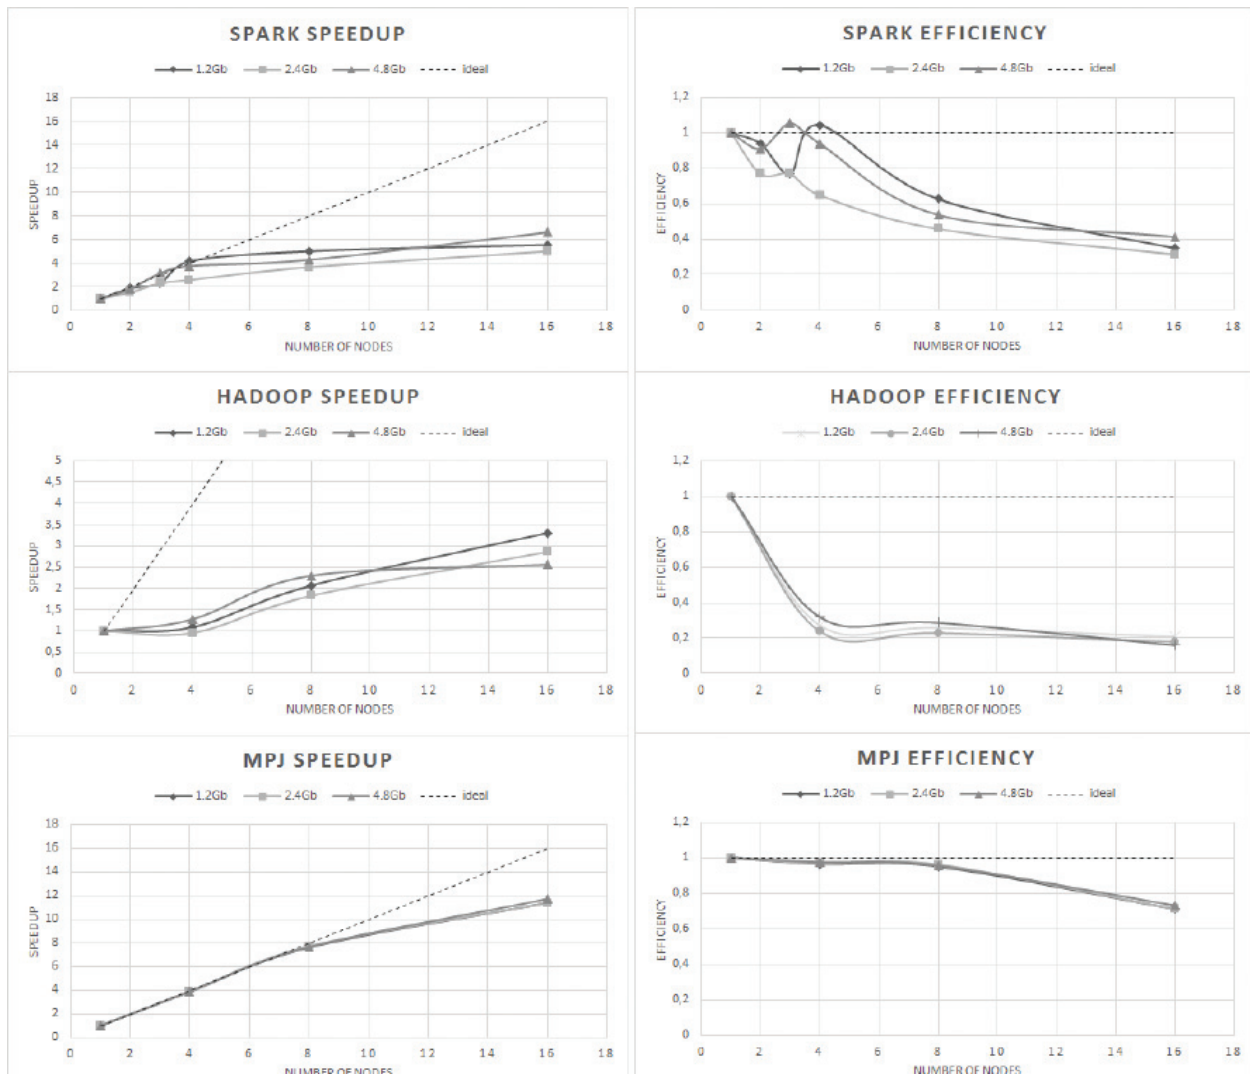 SPARK SPEEDUP
1.2Gb 2.4Gb 4.8Gb ideal
18
16
14
12
10
8
6
4
2
0
SPEEDUP
0 2 4 6 8 10 12 14 16 18
NUMBER OF NODES
SPARK EFFICIENCY
1.2Gb 2.4Gb 4.8Gb ideal
1,2
1
0,8
0,6
0,4
0,2
0
EFFICIENCY
0 2 4 6 8 10 12 14 16 18
NUMBER OF NODES
HADOOP SPEEDUP
1.2Gb 2.4Gb 4.8Gb ideal
5
4,5
4
3,5
3
2,5
2
1,5
1
0,5
0
SPEEDUP
0 2 4 6 8 10 12 14 16 18
NUMBER OF NODES
HADOOP EFFICIENCY
1.2Gb 2.4Gb 4.8Gb ideal
1,2
1
0,8
0,6
0,4
0,2
0
EFFICIENCY
0 2 4 6 8 10 12 14 16 18
NUMBER OF NODES
MPJ SPEEDUP
1.2Gb 2.4Gb 4.8Gb ideal
18
16
14
12
10
8
6
4
2
0
SPEEDUP
0 2 4 6 8 10 12 14 16 18
NUMBER OF NODES
MPJ EFFICIENCY
1.2Gb 2.4Gb 4.8Gb ideal
1,2
1
0,8
0,6
0,4
0,2
0
EFFICIENCY
0 2 4 6 8 10 12 14 16 18
NUMBER OF NODES